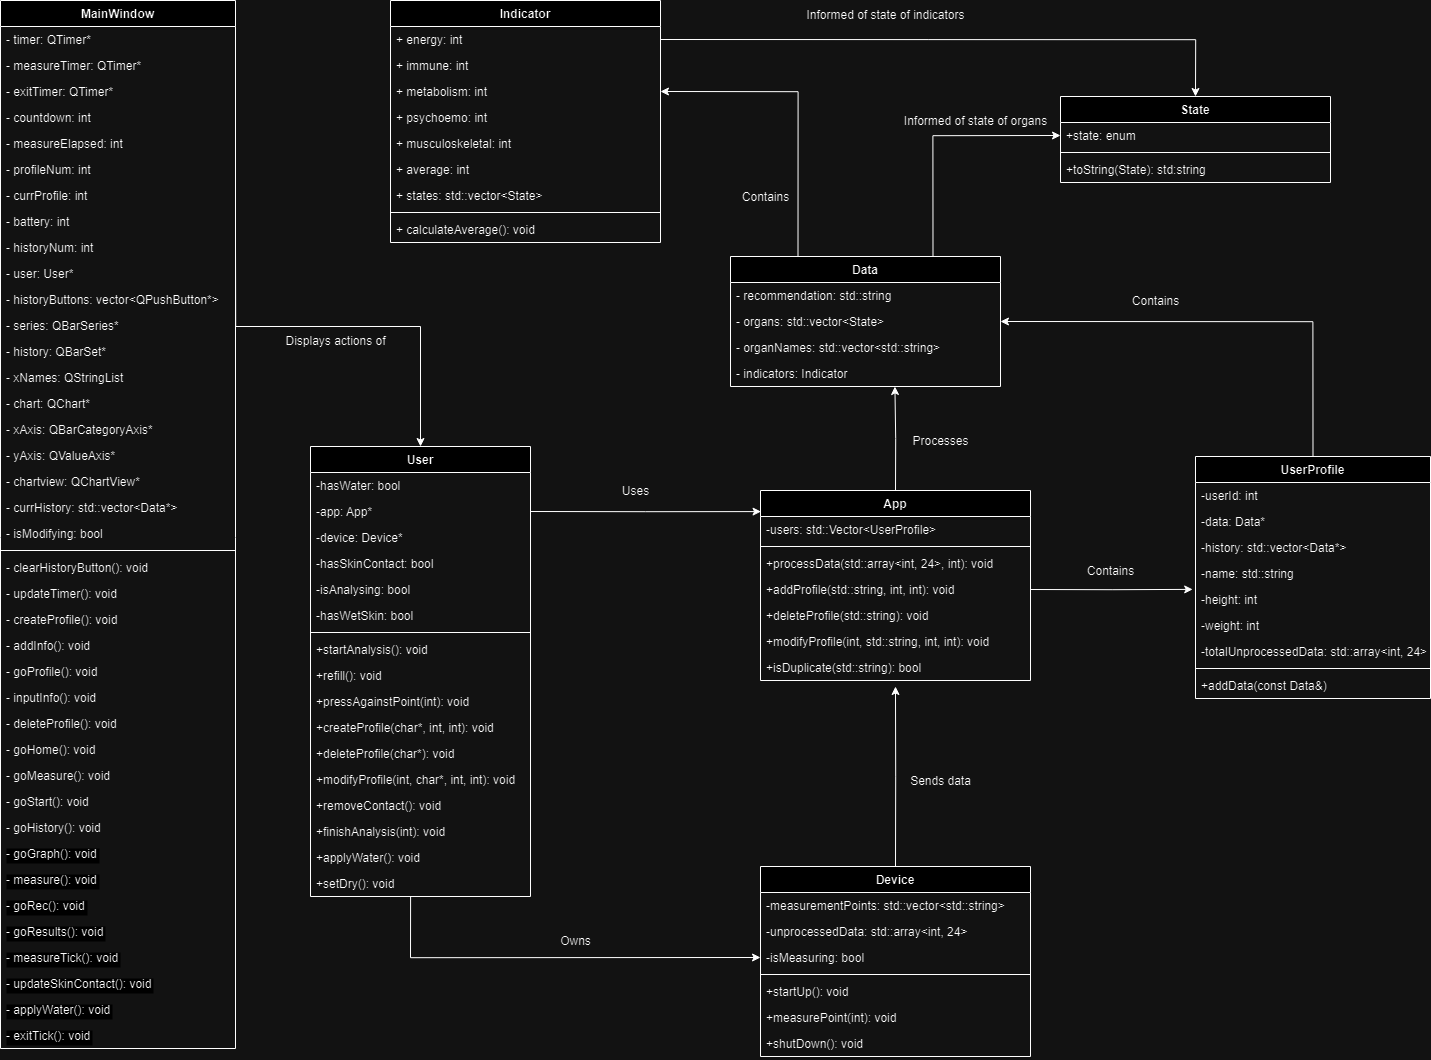 MainWindow
- timer: QTimer*
- measureTimer: QTimer*
- exitTimer: QTimer*
- countdown: int
- measureElapsed: int
- profileNum: int
- currProfile: int
- battery: int
- historyNum: int
- user: User*
- historyButtons: vector<QPushButton*>
- series: QBarSeries*
- history: QBarSet*
- xNames: QStringList
- chart: QChart*
- xAxis: QBarCategoryAxis*
- yAxis: QValueAxis*
- chartview: QChartView*
- currHistory: std::vector<Data*>
- isModifying: bool
- clearHistoryButton(): void
- updateTimer(): void
- createProfile(): void
- addInfo(): void
- goProfile(): void
- inputInfo(): void
- deleteProfile(): void
- goHome(): void
- goMeasure(): void
- goStart(): void
- goHistory(): void
- goGraph(): void
- measure(): void
- goRec(): void
- goResults(): void
- measureTick(): void
- updateSkinContact(): void
- applyWater(): void
- exitTick(): void
Indicator
+ energy: int
+ immune: int
+ metabolism: int
+ psychoemo: int
+ musculoskeletal: int
+ average: int
+ states: std::vector<State>
+ calculateAverage(): void
Informed of state of indicators
State
+state: enum
+toString(State): std:string
Informed of state of organs
Contains
Data
- recommendation: std::string
- organs: std::vector<State>
- organNames: std::vector<std::string>
- indicators: Indicator
Contains
Displays actions of
User
-hasWater: bool
-app: App*
-device: Device*
-hasSkinContact: bool
-isAnalysing: bool
-hasWetSkin: bool
+startAnalysis(): void
+refill(): void
+pressAgainstPoint(int): void
+createProfile(char*, int, int): void
+deleteProfile(char*): void
+modifyProfile(int, char*, int, int): void
+removeContact(): void
+finishAnalysis(int): void
+applyWater(): void
+setDry(): void
Uses
Processes
App
-users: std::Vector<UserProfile>
+processData(std::array<int, 24>, int): void
+addProfile(std::string, int, int): void
+deleteProfile(std::string): void
+modifyProfile(int, std::string, int, int): void
+isDuplicate(std::string): bool
Contains
UserProfile
-userId: int
-data: Data*
-history: std::vector<Data*>
-name: std::string
-height: int
-weight: int
-totalUnprocessedData: std::array<int, 24>
+addData(const Data&)
Sends data
Owns
Device
-measurementPoints: std::vector<std::string>
-unprocessedData: std::array<int, 24>
-isMeasuring: bool
+startUp(): void
+measurePoint(int): void
+shutDown(): void